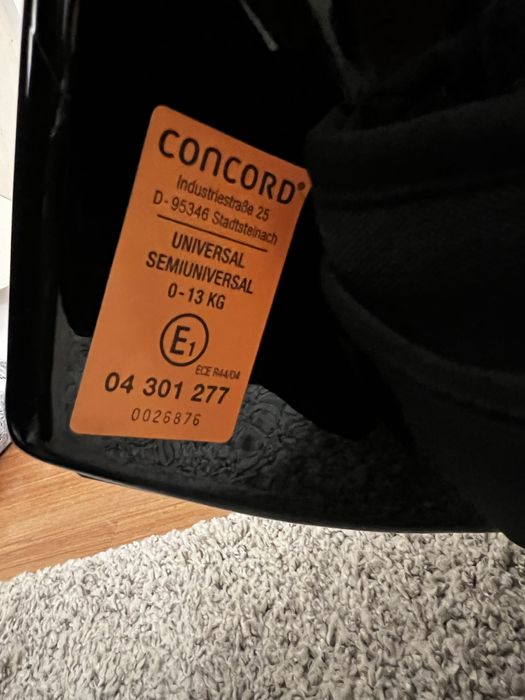 CONCORD®
Industriestraße 25
D-95346 Stadtsteinach
UNIVERSAL
SEMIUNIVERSAL
0-13 KG
E1
ECE R44/04
04 301 277
0026876